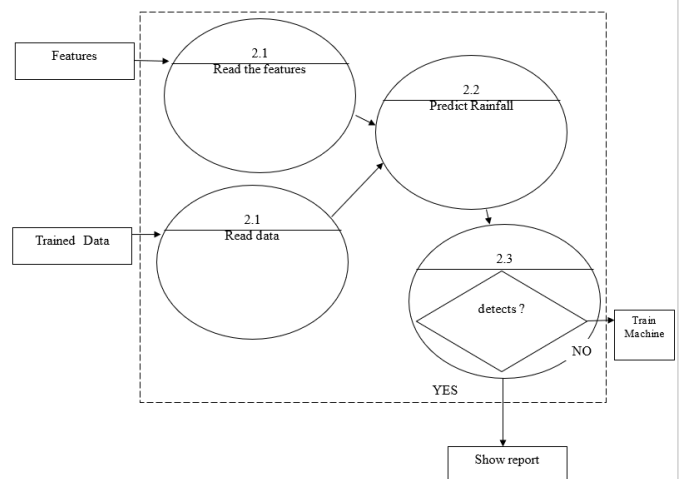 Features
2.1
Read the features
2.2
Predict Rainfall
Trained Data
2.1
Read data
2.3
detects ?
Train
Machine
NO
YES
Show report